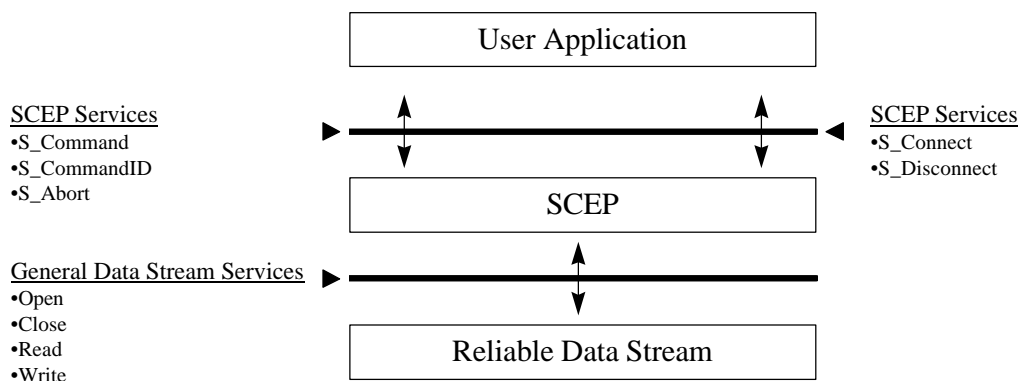 User Application
SCEP Services
•S_Command
•S_CommandID
•S_Abort
SCEP Services
•S_Connect
•S_Disconnect
SCEP
General Data Stream Services
•Open
•Close
•Read
•Write
Reliable Data Stream